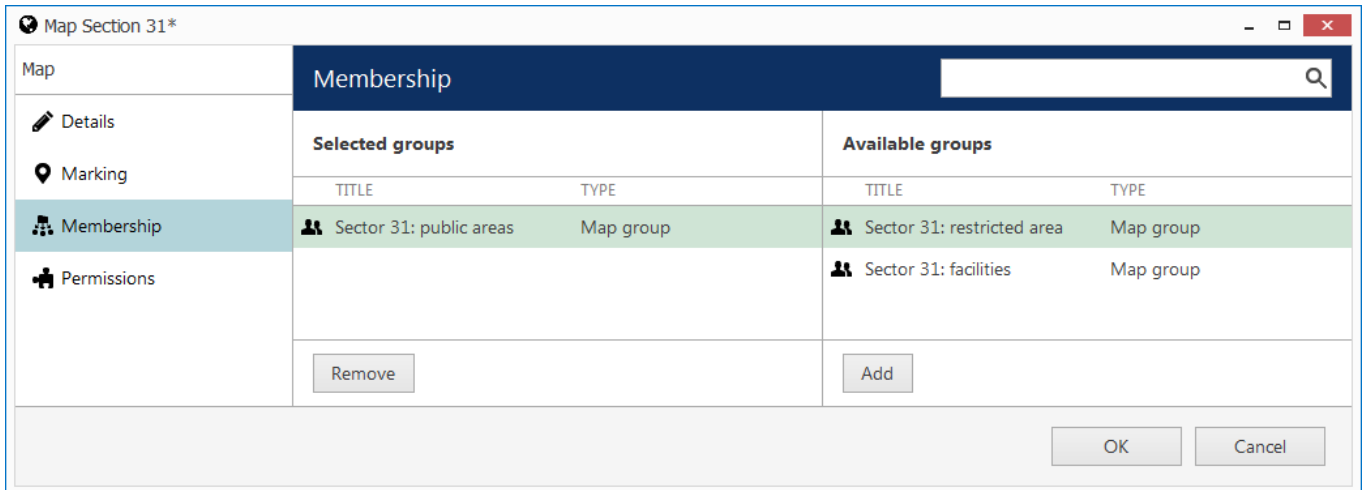 Map Section 31*
Map
Details
Marking
Membership
Permissions
Membership
Selected groups
TITLE TYPE
Sector 31: public areas Map group
Remove
Available groups
TITLE TYPE
Sector 31: restricted area Map group
Sector 31: facilities Map group
Add
OK Cancel